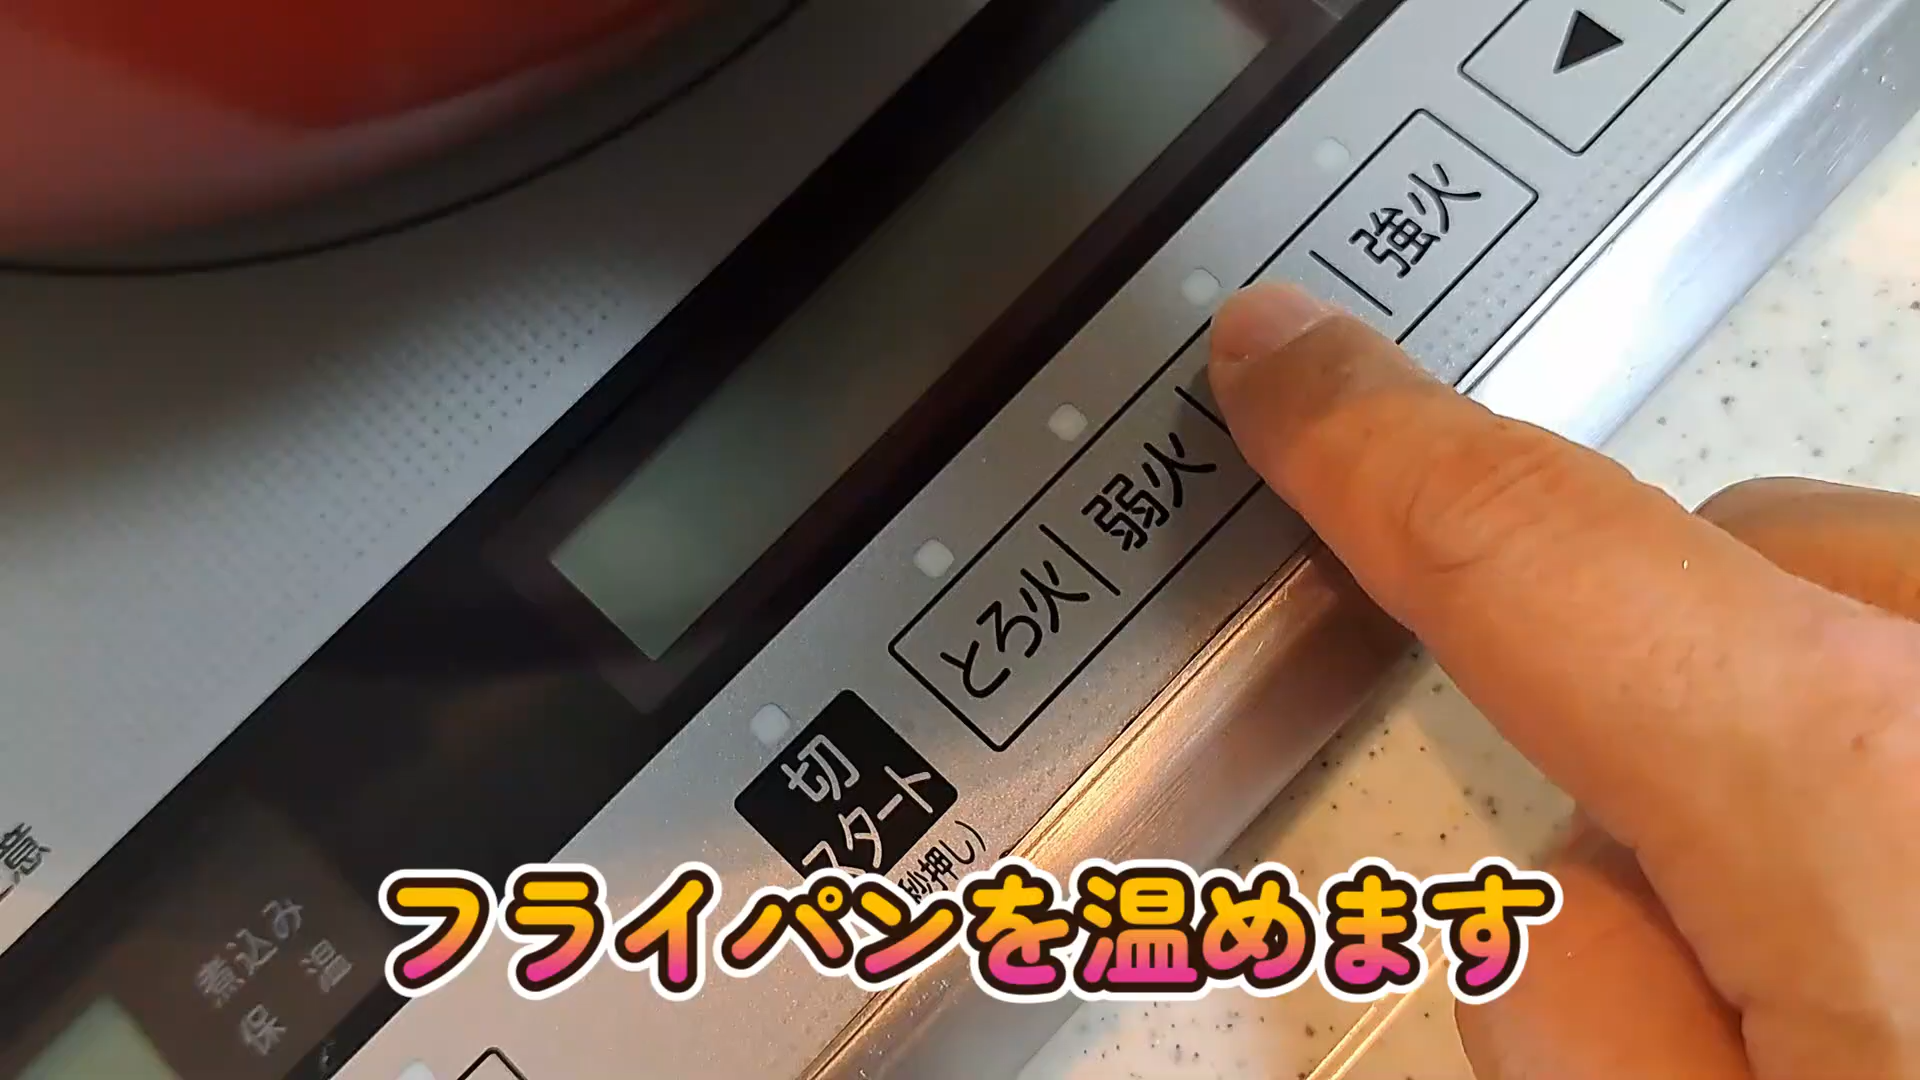 強火
弱火
とろ火
切
スタート
秒押し)
意
煮込み
保 温
フライパンを温めます